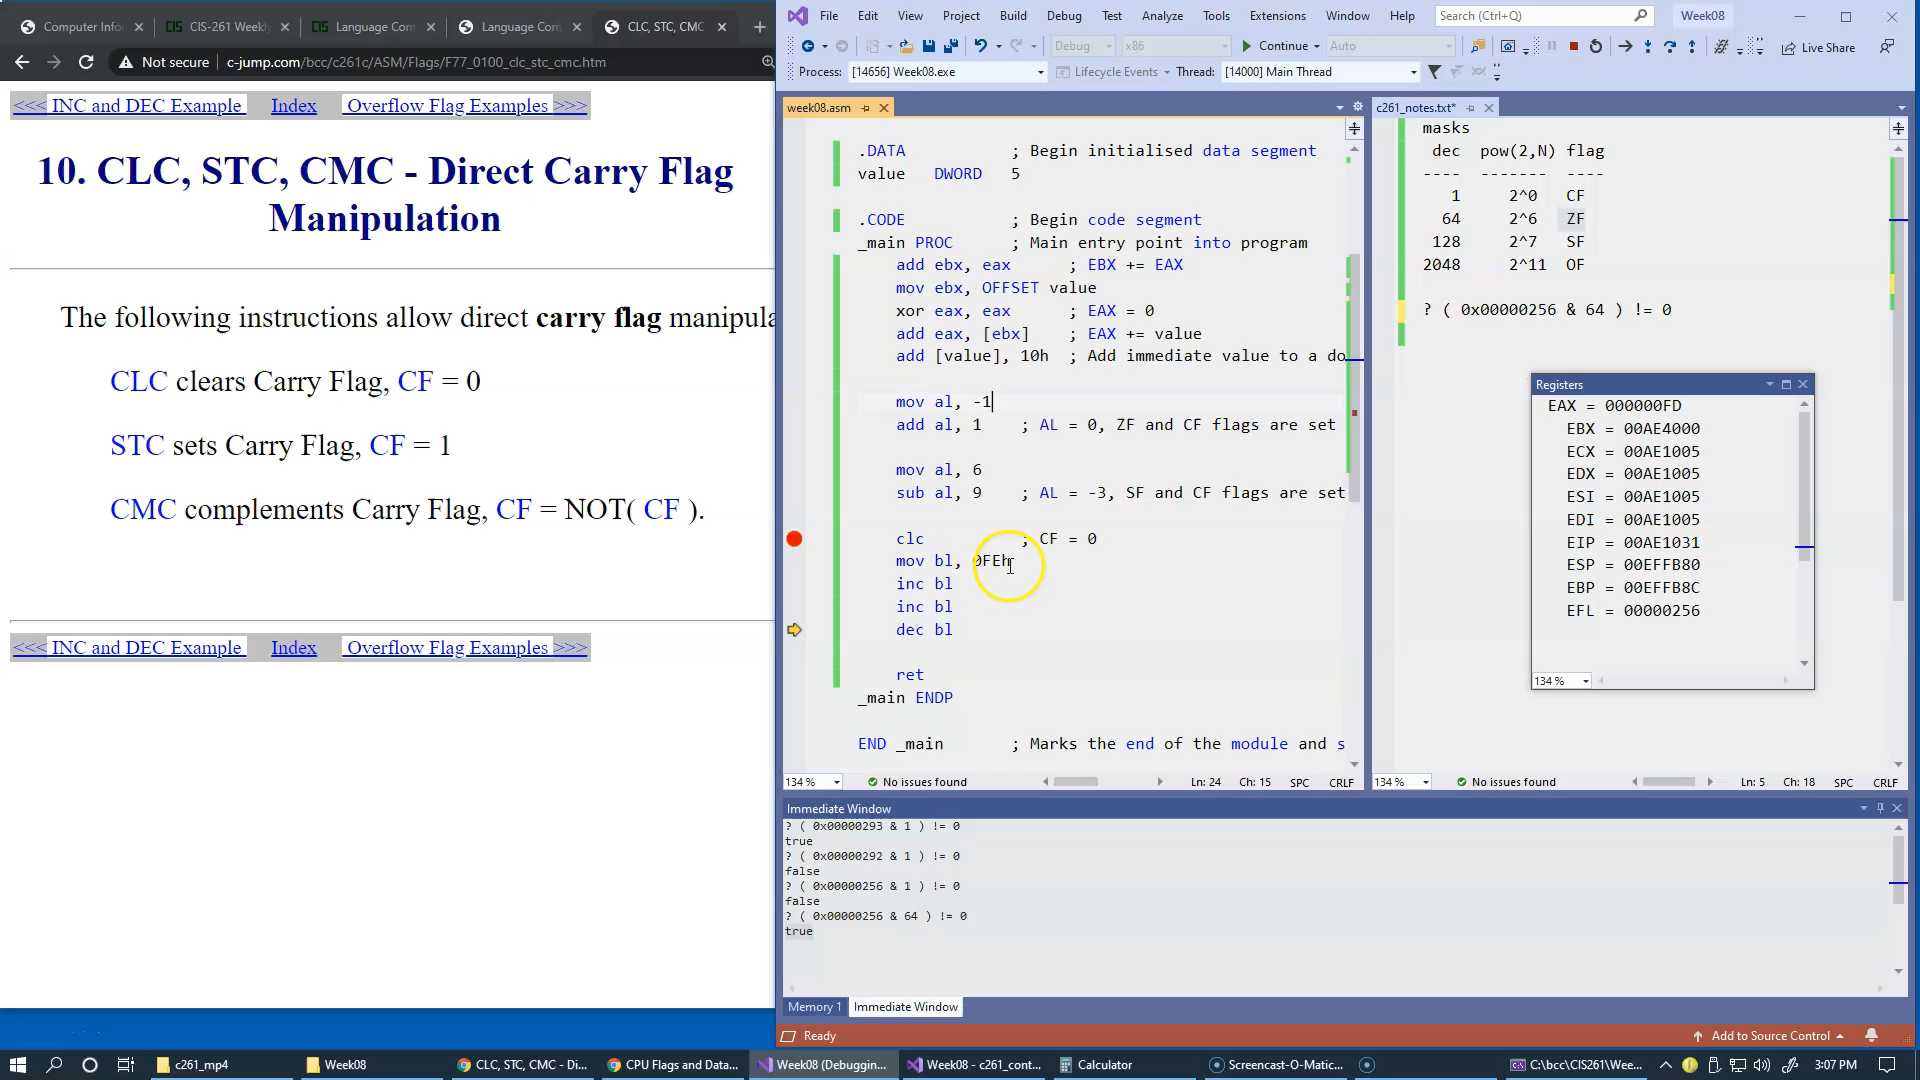 Computer Info
CIS-261 Weekly
Language Com
Language Com
CLC, STC, CMC
Not secure
c-jump.com/bcc/c261c/ASM/Flags/F77_0100_clc_stc_cmc.htm
<<< INC and DEC Example Index Overflow Flag Examples >>>
10. CLC, STC, CMC - Direct Carry Flag
Manipulation
The following instructions allow direct carry flag manipula
CLC clears Carry Flag, CF = 0
STC sets Carry Flag, CF = 1
CMC complements Carry Flag, CF = NOT( CF ).
<<< INC and DEC Example Index Overflow Flag Examples >>>
File Edit View Project Build Debug Test Analyze Tools Extensions Window Help Search (Ctrl+Q) Week08
Debug x86 Continue Auto Live Share
Process: [14656] Week08.exe Lifecycle Events Thread: [14000] Main Thread
week08.asm
.DATA ; Begin initialised data segment
value DWORD 5
.CODE ; Begin code segment
_main PROC ; Main entry point into program
add ebx, eax ; EBX += EAX
mov ebx, OFFSET value
xor eax, eax ; EAX = 0
add eax, [ebx] ; EAX += value
add [value], 10h ; Add immediate value to a do
mov al, -1
add al, 1 ; AL = 0, ZF and CF flags are set
mov al, 6
sub al, 9 ; AL = -3, SF and CF flags are set
clc ; CF = 0
mov bl, 0FEh
inc bl
inc bl
dec bl
ret
_main ENDP
END _main ; Marks the end of the module and s
134 % No issues found Ln: 24 Ch: 15 SPC CRLF
c261_notes.txt*
masks
dec pow(2,N) flag
---- ------- ----
1 2^0 CF
64 2^6 ZF
128 2^7 SF
2048 2^11 OF
? ( 0x00000256 & 64 ) != 0
Registers
EAX = 000000FD
EBX = 00AE4000
ECX = 00AE1005
EDX = 00AE1005
ESI = 00AE1005
EDI = 00AE1005
EIP = 00AE1031
ESP = 00EFFB80
EBP = 00EFFB8C
EFL = 00000256
134 %
134 % No issues found Ln: 5 Ch: 18 SPC CRLF
Immediate Window
? ( 0x00000293 & 1 ) != 0
true
? ( 0x00000292 & 1 ) != 0
false
? ( 0x00000256 & 1 ) != 0
false
? ( 0x00000256 & 64 ) != 0
true
Memory 1 Immediate Window
Ready Add to Source Control
c261_mp4 Week08 CLC, STC, CMC - Di... CPU Flags and Data... Week08 (Debuggin... Week08 - c261_cont... Calculator Screencast-O-Matic... C:\bcc\CIS261\Wee... 3:07 PM